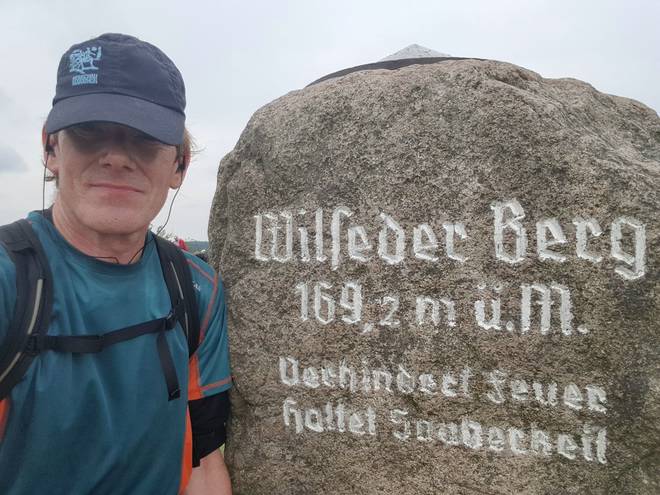 Wilseder Berg
169,2 m ü.M.
Verhindert Feuer
haltet Sauberkeit